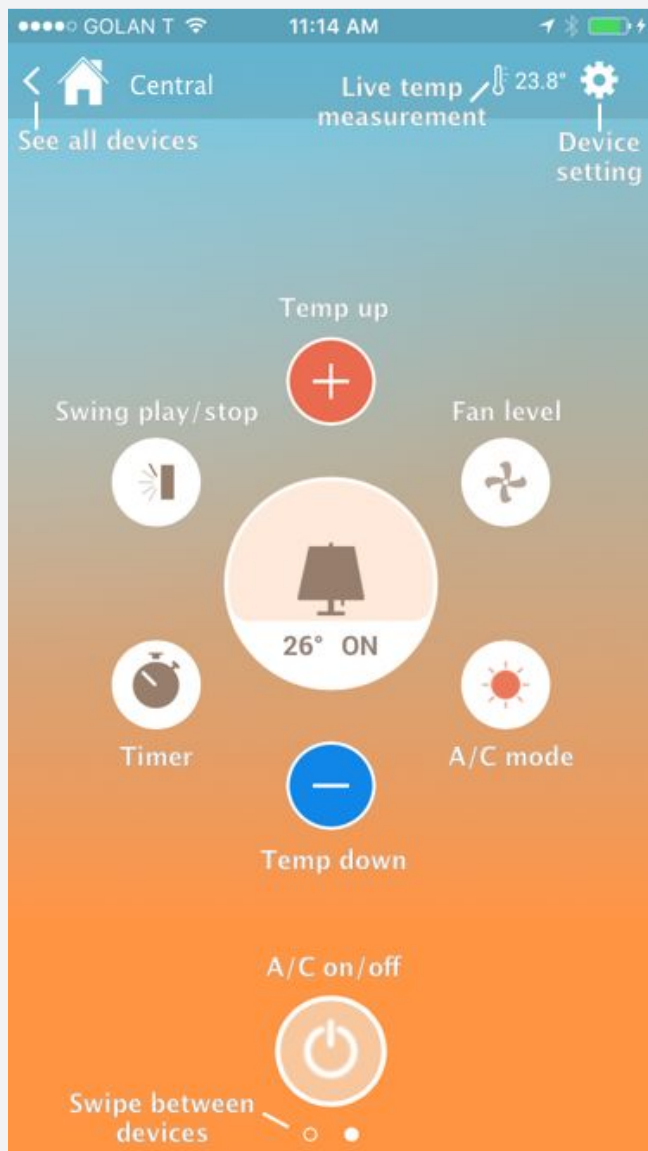 GOLAN T 11:14 AM
Central
Live temp 23.8°
measurement
See all devices
Device
setting
Temp up
Swing play/stop
Fan level
26° ON
Timer
A/C mode
Temp down
A/C on/off
Swipe between
devices